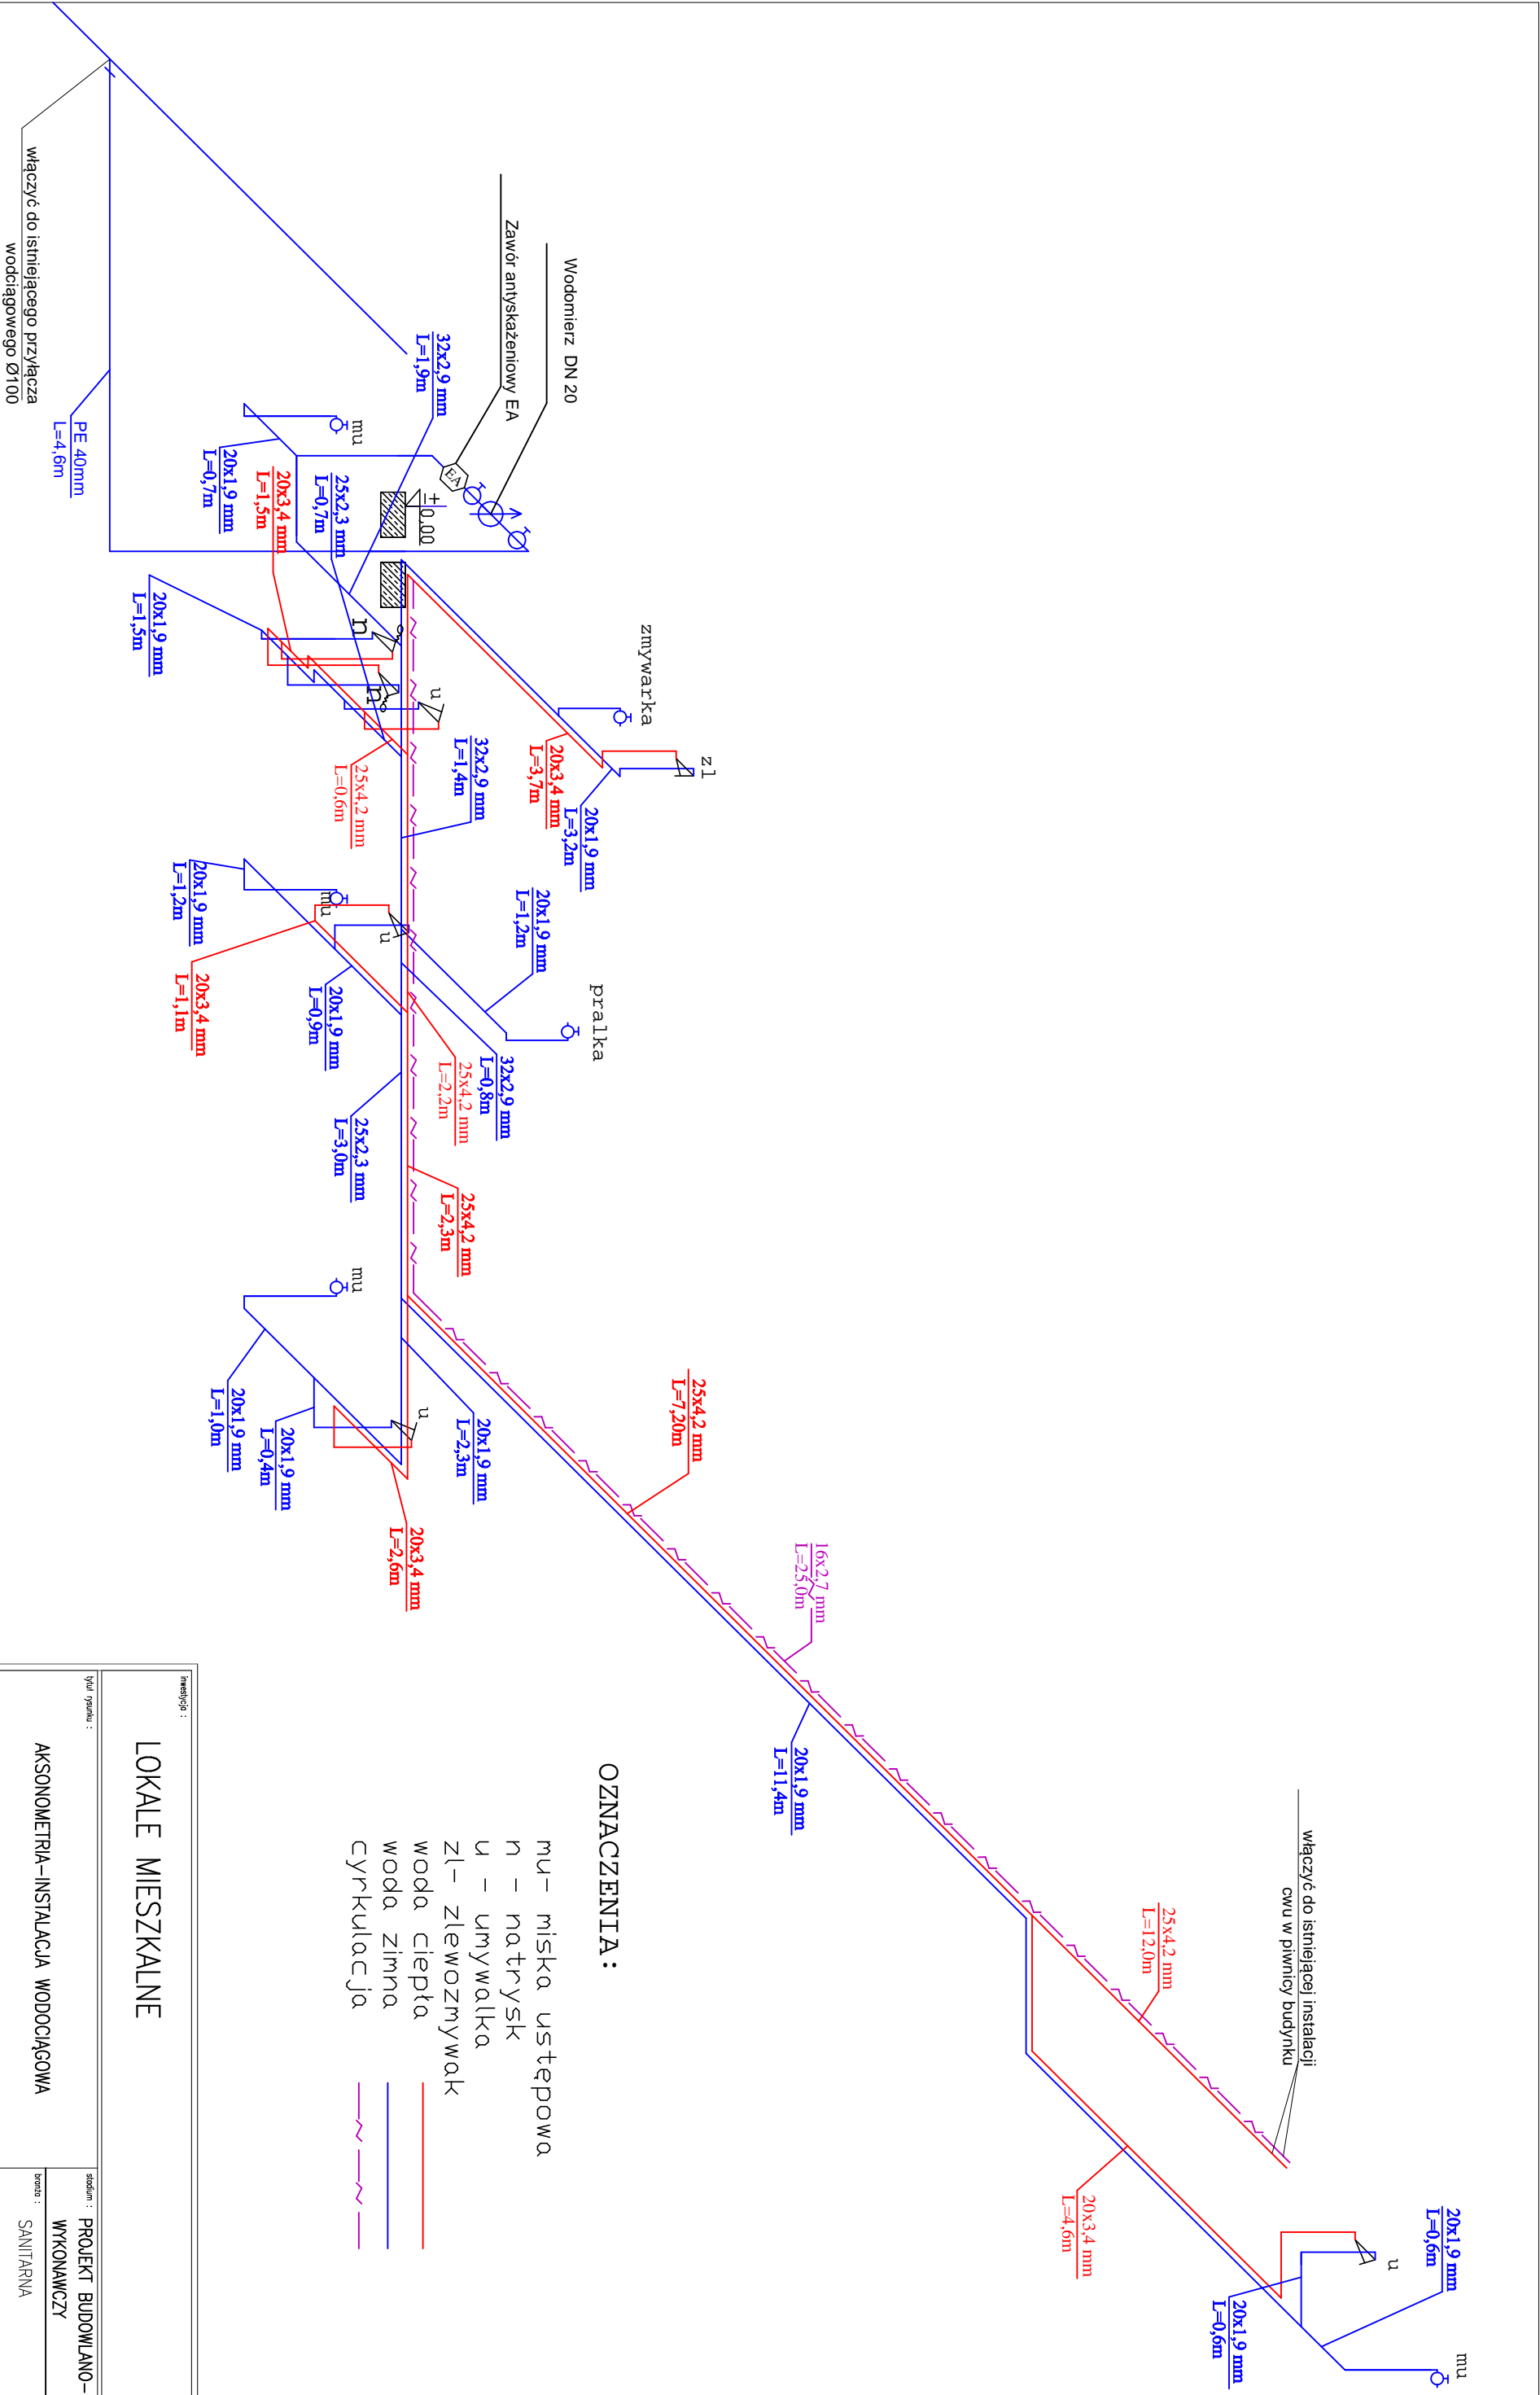 włączyć do istniejącego przyłącza
wodciągowego Ø100
PE 40mm
L=4,6m
Wodomierz DN 20
Zawór antyskażeniowy EA
EA
±0,00
32x2,9 mm
L=1,9m
mu
20x1,9 mm
L=0,7m
20x3,4 mm
L=1,5m
25x2,3 mm
L=0,7m
20x1,9 mm
L=1,5m
n
n
u
25x4,2 mm
L=0,6m
zmywarka
zl
20x3,4 mm
L=3,7m
20x1,9 mm
L=3,2m
32x2,9 mm
L=1,4m
20x1,9 mm
L=1,2m
mu
u
20x3,4 mm
L=1,1m
20x1,9 mm
L=0,9m
20x1,9 mm
L=1,2m
pralka
32x2,9 mm
L=0,8m
25x4,2 mm
L=2,2m
25x2,3 mm
L=3,0m
25x4,2 mm
L=2,3m
mu
20x1,9 mm
L=1,0m
20x1,9 mm
L=0,4m
u
20x1,9 mm
L=2,3m
20x3,4 mm
L=2,6m
25x4,2 mm
L=7,20m
16x2,7 mm
L=25,0m
20x1,9 mm
L=11,4m
włączyć do istniejącej instalacji
cwu w piwnicy budynku
25x4,2 mm
L=12,0m
20x3,4 mm
L=4,6m
u
20x1,9 mm
L=0,6m
20x1,9 mm
L=0,6m
mu
OZNACZENIA:
mu- miska ustępowa
n - natrysk
u - umywalka
zl- zlewozmywak
woda ciepła
woda zimna
cyrkulacja
inwestycja :
LOKALE MIESZKALNE
tytuł rysunku :
AKSONOMETRIA-INSTALACJA WODOCIĄGOWA
stadium :
PROJEKT BUDOWLANO-
WYKONAWCZY
branża :
SANITARNA